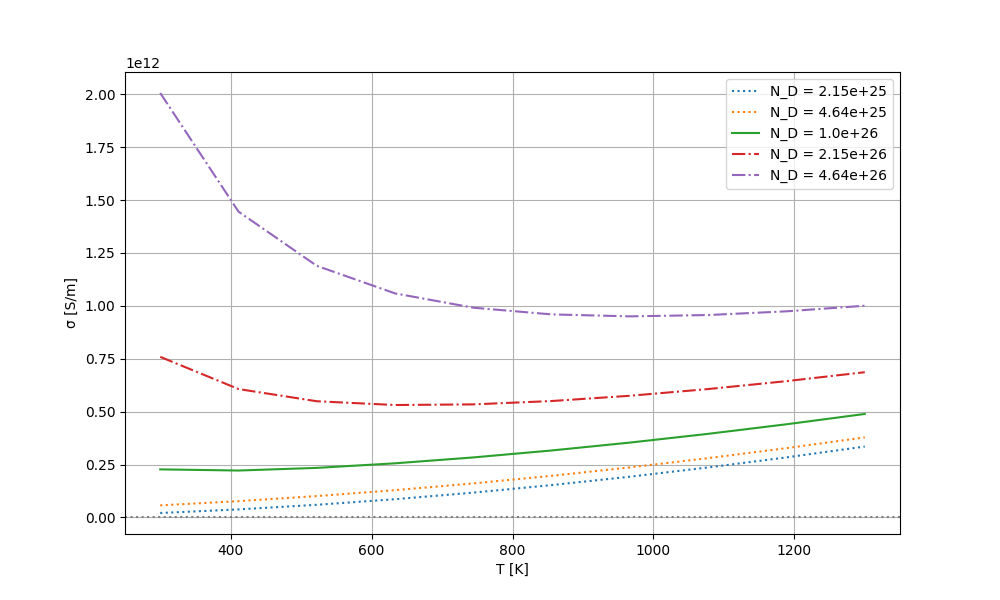 1e12
2.00
1.75
1.50
1.25
1.00
0.75
0.50
0.25
0.00
σ [S/m]
N_D = 2.15e+25
N_D = 4.64e+25
N_D = 1.0e+26
N_D = 2.15e+26
N_D = 4.64e+26
400 600 800 1000 1200
T [K]